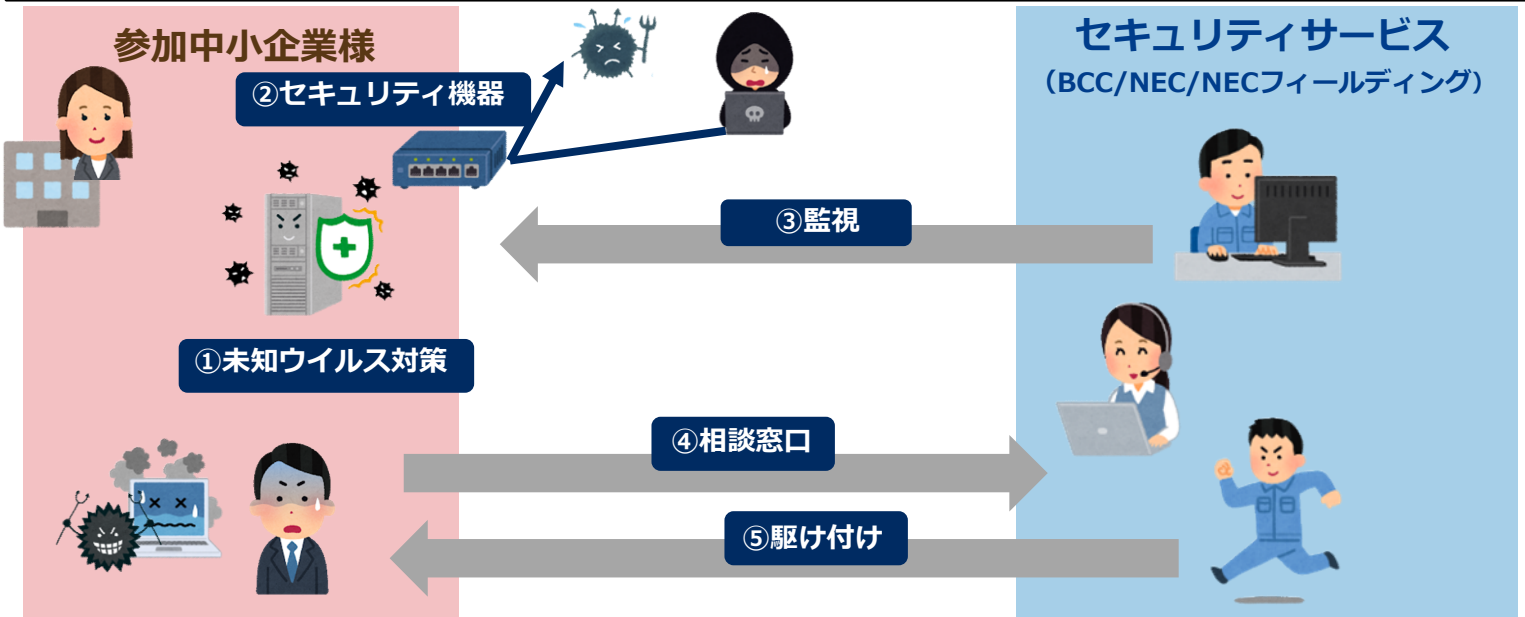 参加中小企業様
②セキュリティ機器
セキュリティサービス
（BCC/NEC/NECフィールディング）
③監視
①未知ウイルス対策
④相談窓口
⑤駆け付け